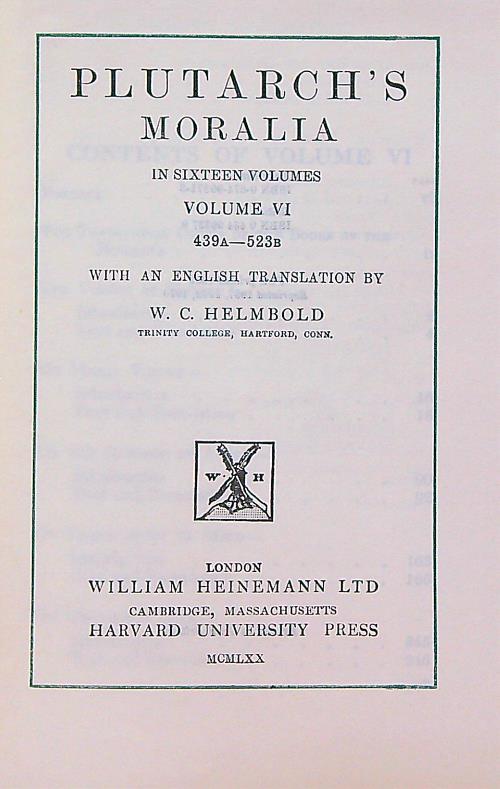 PLUTARCH'S
MORALIA
IN SIXTEEN VOLUMES
VOLUME VI
439A—523B
WITH AN ENGLISH TRANSLATION BY
W. C. HELMBOLD
TRINITY COLLEGE, HARTFORD, CONN.
W H
LONDON
WILLIAM HEINEMANN LTD
CAMBRIDGE, MASSACHUSETTS
HARVARD UNIVERSITY PRESS
MCMLXX